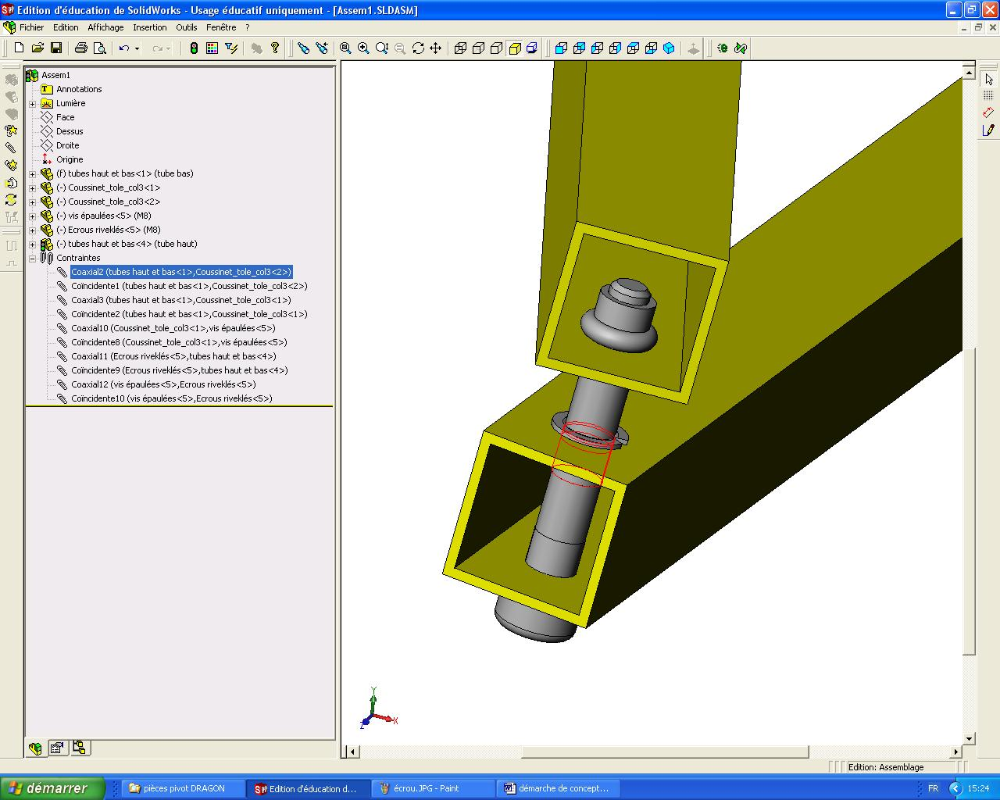 Edition d'éducation de SolidWorks - Usage éducatif uniquement - [Assem1.SLDASM]
Fichier Edition Affichage Insertion Outils Fenêtre ?
Assem1
Annotations
Lumière
Face
Dessus
Droite
Origine
(f) tubes haut et bas<1> (tube bas)
(-) Coussinet_tole_col3<1>
(-) Coussinet_tole_col3<2>
(-) vis épaulées<5> (M8)
(-) Ecrous riveklés<5> (M8)
(-) tubes haut et bas<4> (tube haut)
Contraintes
Coaxial2 (tubes haut et bas<1>,Coussinet_tole_col3<2>)
Coïncidente1 (tubes haut et bas<1>,Coussinet_tole_col3<2>)
Coaxial3 (tubes haut et bas<1>,Coussinet_tole_col3<1>)
Coïncidente2 (tubes haut et bas<1>,Coussinet_tole_col3<1>)
Coaxial10 (Coussinet_tole_col3<1>,vis épaulées<5>)
Coïncidente8 (Coussinet_tole_col3<1>,vis épaulées<5>)
Coaxial11 (Ecrous riveklés<5>,tubes haut et bas<4>)
Coïncidente9 (Ecrous riveklés<5>,tubes haut et bas<4>)
Coaxial12 (vis épaulées<5>,Ecrous riveklés<5>)
Coïncidente10 (vis épaulées<5>,Ecrous riveklés<5>)
Y
X
Z
Edition: Assemblage
démarrer
pièces pivot DRAGON
Edition d'éducation d...
écrou.JPG - Paint
démarche de concept...
FR
15:24